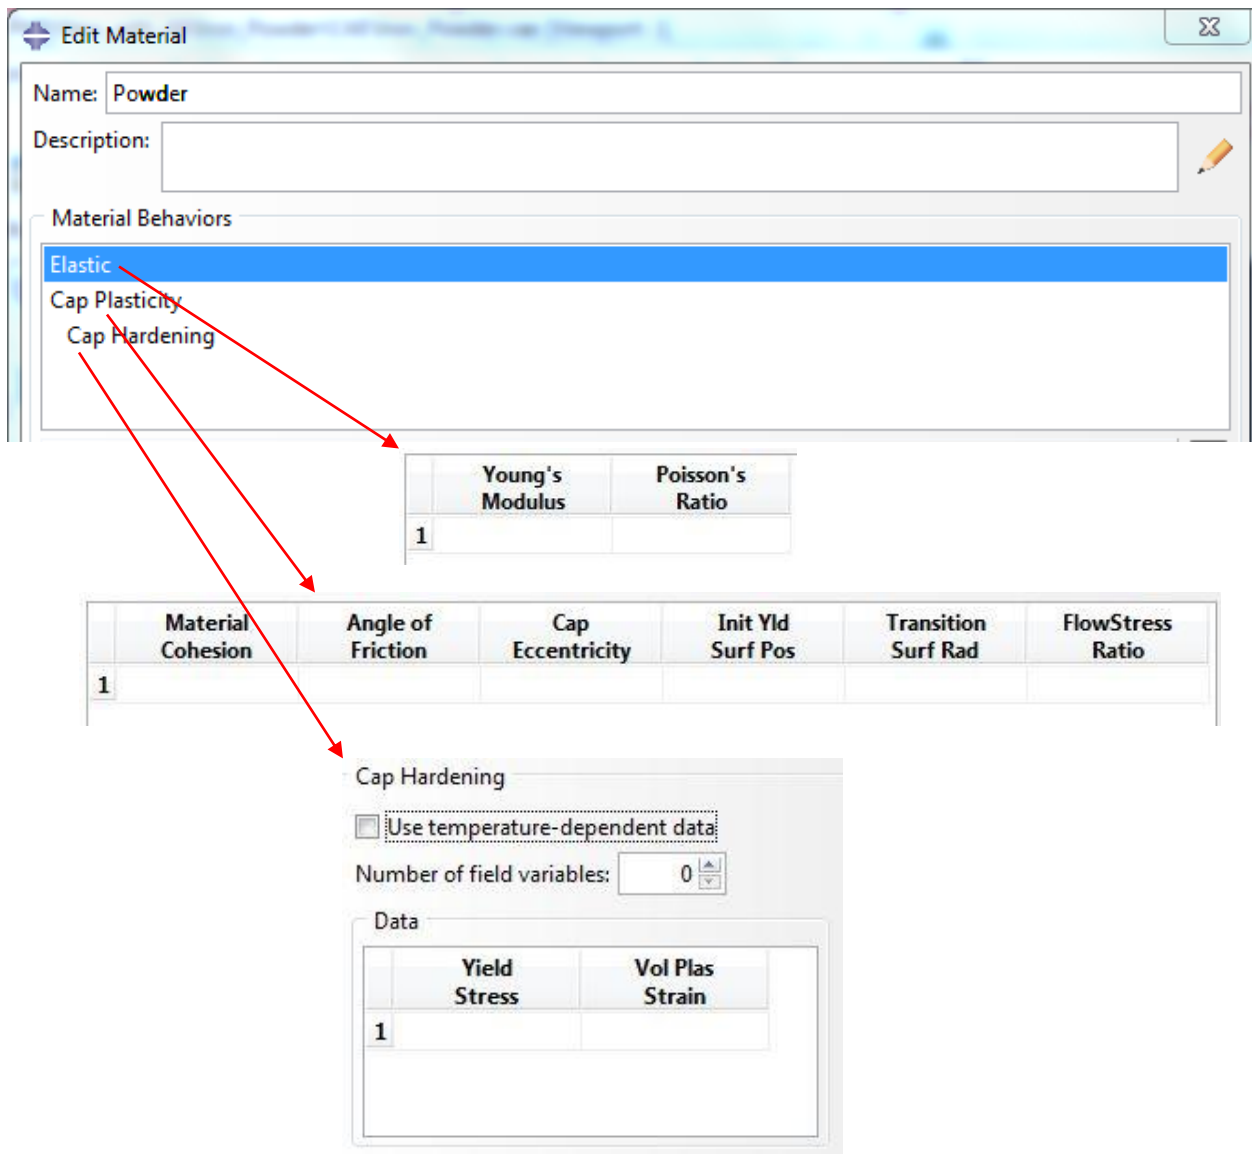 Edit Material
Name: Powder
Description:
Material Behaviors
Elastic
Cap Plasticity
Cap Hardening
Young's Modulus Poisson's Ratio
1
Material Cohesion Angle of Friction Cap Eccentricity Init Yld Surf Pos Transition Surf Rad FlowStress Ratio
1
Cap Hardening
Use temperature-dependent data
Number of field variables: 0
Data
Yield Stress Vol Plas Strain
1